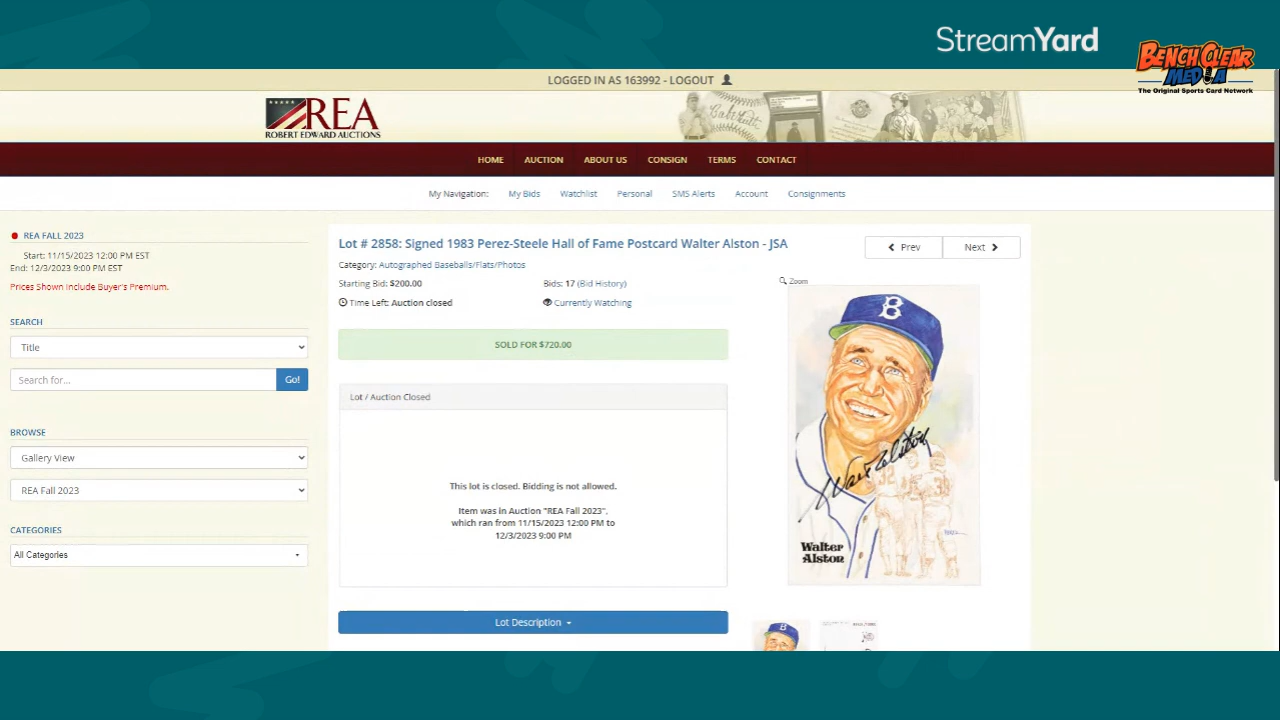 StreamYard
BENCHCLEAR
MEDIA
The Original Sports Card Network
LOGGED IN AS 163992 - LOGOUT
REA
ROBERT EDWARD AUCTIONS
HOME AUCTION ABOUT US CONSIGN TERMS CONTACT
My Navigation: My Bids Watchlist Personal SMS Alerts Account Consignments
REA FALL 2023
Start: 11/15/2023 12:00 PM EST
End: 12/3/2023 9:00 PM EST
Prices Shown Include Buyer's Premium.
SEARCH
Title
Search for...
Go!
BROWSE
Gallery View
REA Fall 2023
CATEGORIES
All Categories
Lot # 2858: Signed 1983 Perez-Steele Hall of Fame Postcard Walter Alston - JSA
Prev
Next
Category: Autographed Baseballs/Flats/Photos
Starting Bid: $200.00
Bids: 17 (Bid History)
Time Left: Auction closed
Currently Watching
SOLD FOR $720.00
Lot / Auction Closed
This lot is closed. Bidding is not allowed.
Item was in Auction "REA Fall 2023",
which ran from 11/15/2023 12:00 PM to
12/3/2023 9:00 PM
Lot Description
Zoom
B
Walt Alston
Walter
Alston